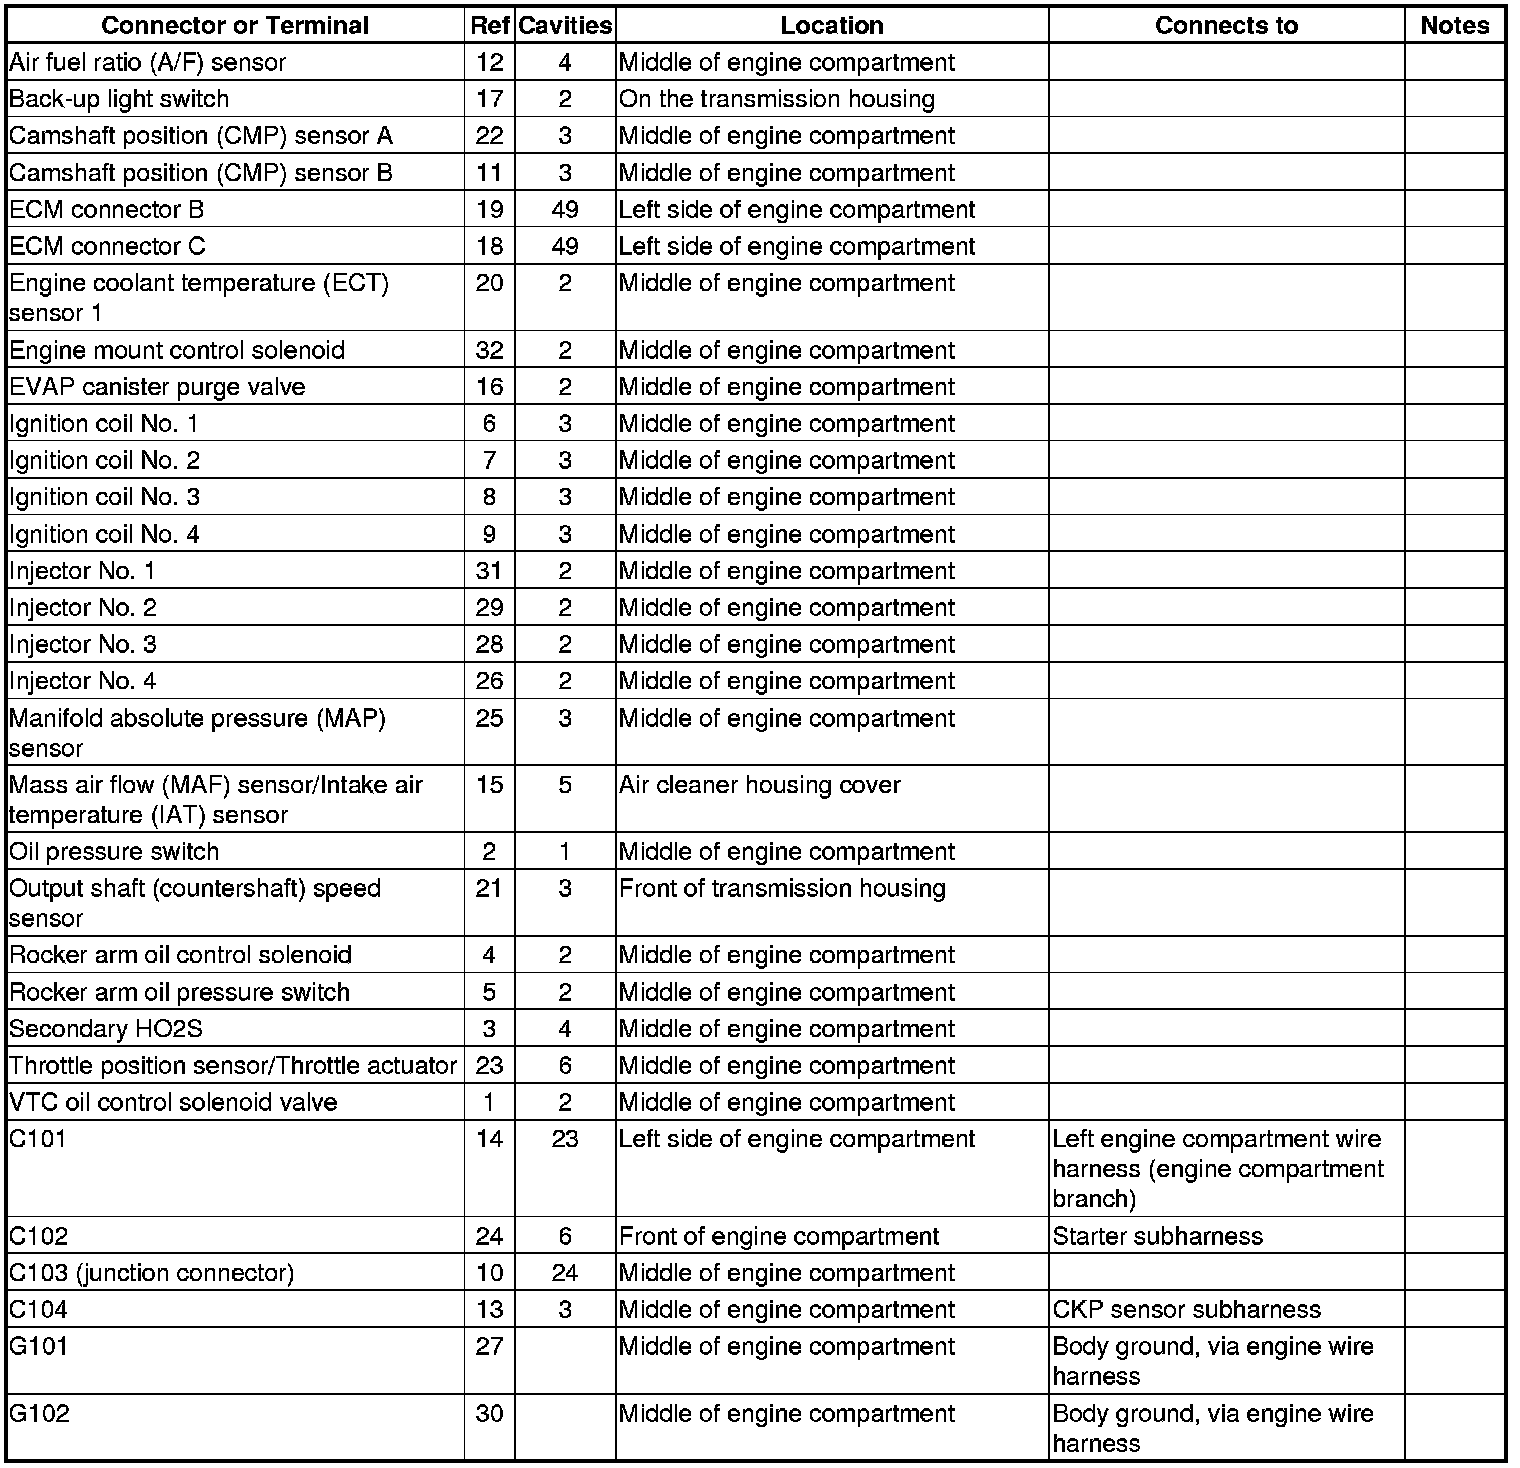 Connector or Terminal Ref Cavities Location Connects to Notes
Air fuel ratio (A/F) sensor 12 4 Middle of engine compartment
Back-up light switch 17 2 On the transmission housing
Camshaft position (CMP) sensor A 22 3 Middle of engine compartment
Camshaft position (CMP) sensor B 11 3 Middle of engine compartment
ECM connector B 19 49 Left side of engine compartment
ECM connector C 18 49 Left side of engine compartment
Engine coolant temperature (ECT) 20 2 Middle of engine compartment
sensor 1
Engine mount control solenoid 32 2 Middle of engine compartment
EVAP canister purge valve 16 2 Middle of engine compartment
Ignition coil No. 1 6 3 Middle of engine compartment
Ignition coil No. 2 7 3 Middle of engine compartment
Ignition coil No. 3 8 3 Middle of engine compartment
Ignition coil No. 4 9 3 Middle of engine compartment
Injector No. 1 31 2 Middle of engine compartment
Injector No. 2 29 2 Middle of engine compartment
Injector No. 3 28 2 Middle of engine compartment
Injector No. 4 26 2 Middle of engine compartment
Manifold absolute pressure (MAP) 25 3 Middle of engine compartment
sensor
Mass air flow (MAF) sensor/Intake air 15 5 Air cleaner housing cover
temperature (IAT) sensor
Oil pressure switch 2 1 Middle of engine compartment
Output shaft (countershaft) speed 21 3 Front of transmission housing
sensor
Rocker arm oil control solenoid 4 2 Middle of engine compartment
Rocker arm oil pressure switch 5 2 Middle of engine compartment
Secondary HO2S 3 4 Middle of engine compartment
Throttle position sensor/Throttle actuator 23 6 Middle of engine compartment
VTC oil control solenoid valve 1 2 Middle of engine compartment
C101 14 23 Left side of engine compartment Left engine compartment wire
harness (engine compartment
branch)
C102 24 6 Front of engine compartment Starter subharness
C103 (junction connector) 10 24 Middle of engine compartment
C104 13 3 Middle of engine compartment CKP sensor subharness
G101 27 Middle of engine compartment Body ground, via engine wire
harness
G102 30 Middle of engine compartment Body ground, via engine wire
harness